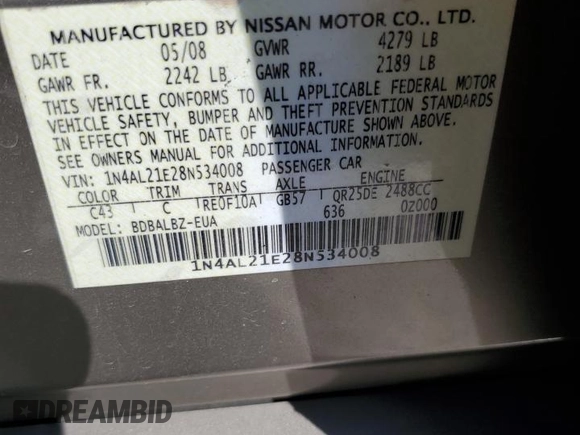 MANUFACTURED BY NISSAN MOTOR CO., LTD.
DATE 05/08 GVWR 4279 LB
GAWR FR. 2242 LB GAWR RR. 2189 LB
THIS VEHICLE CONFORMS TO ALL APPLICABLE FEDERAL MOTOR
VEHICLE SAFETY, BUMPER AND THEFT PREVENTION STANDARDS
IN EFFECT ON THE DATE OF MANUFACTURE SHOWN ABOVE.
SEE OWNERS MANUAL FOR ADDITIONAL INFORMATION.
VIN: 1N4AL21E28N534008 PASSENGER CAR
COLOR TRIM TRANS AXLE ENGINE
C43 C RE0F10A GB57 QR25DE 2488CC
636 0Z000
MODEL: BDBALBZ-EUA
1N4AL21E28N534008
DREAMBID